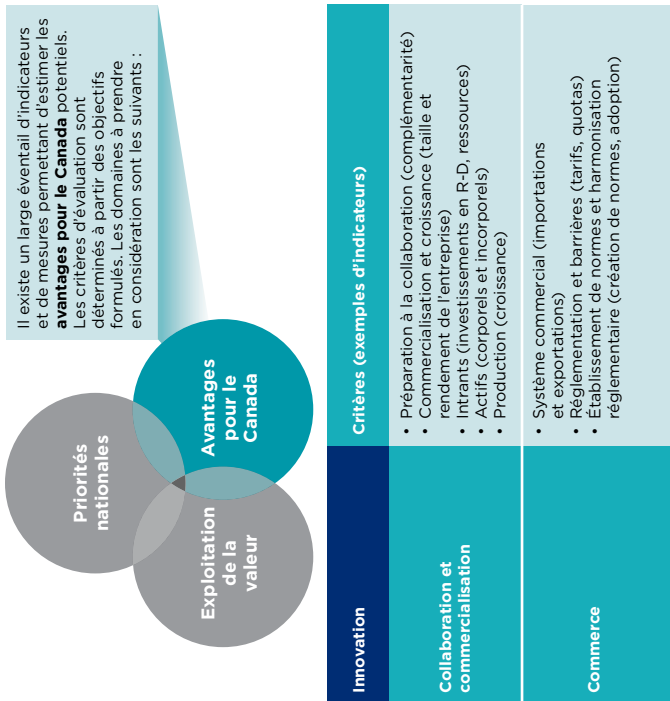 Il existe un large éventail d'indicateurs
et de mesures permettant d'estimer les
avantages pour le Canada potentiels.
Les critères d'évaluation sont
déterminés à partir des objectifs
formulés. Les domaines à prendre
en considération sont les suivants :
Priorités
nationales
Exploitation
de la
valeur
Avantages
pour le
Canada
Innovation
Critères (exemples d'indicateurs)
Collaboration et
commercialisation
• Préparation à la collaboration (complémentarité)
• Commercialisation et croissance (taille et
rendement de l'entreprise)
• Intrants (investissements en R-D, ressources)
• Actifs (corporels et incorporels)
• Production (croissance)
Commerce
• Système commercial (importations
et exportations)
• Réglementation et barrières (tarifs, quotas)
• Établissement de normes et harmonisation
réglementaire (création de normes, adoption)